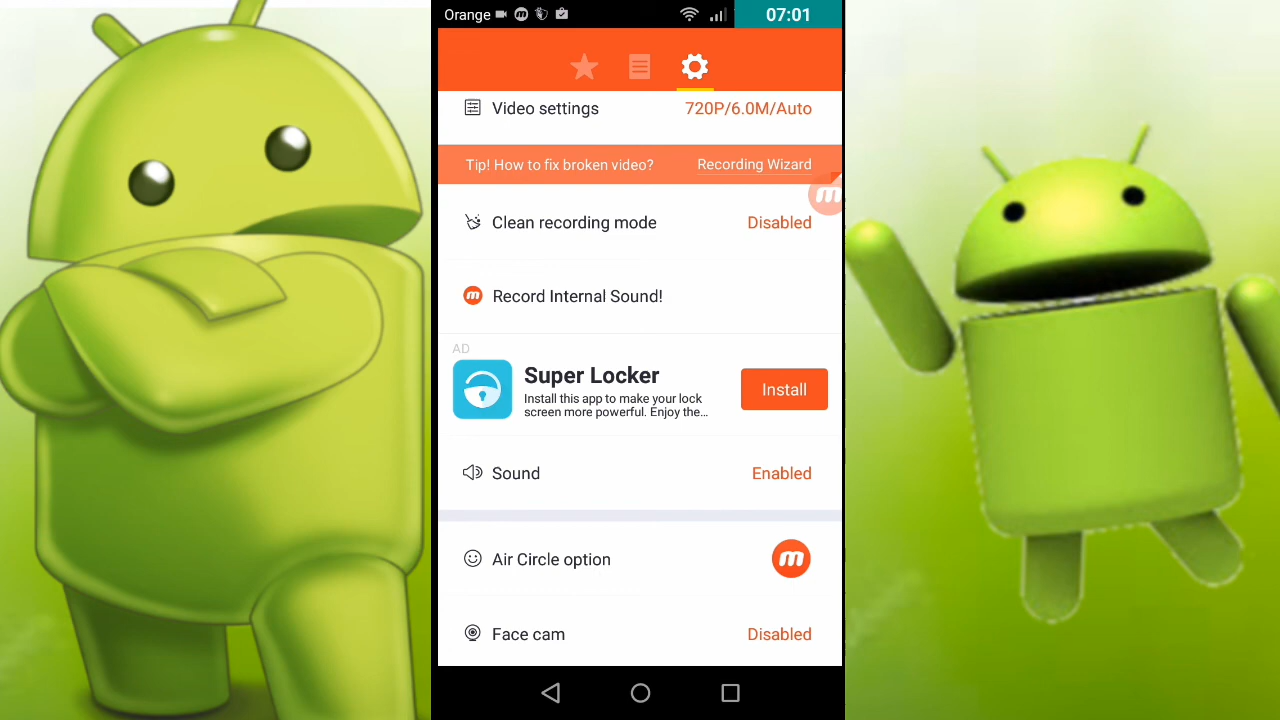 Orange 07:01
Video settings 720P/6.0M/Auto
Tip! How to fix broken video? Recording Wizard
Clean recording mode Disabled
Record Internal Sound!
AD
Super Locker
Install this app to make your lock
screen more powerful. Enjoy the…
Install
Sound Enabled
Air Circle option m
Face cam Disabled